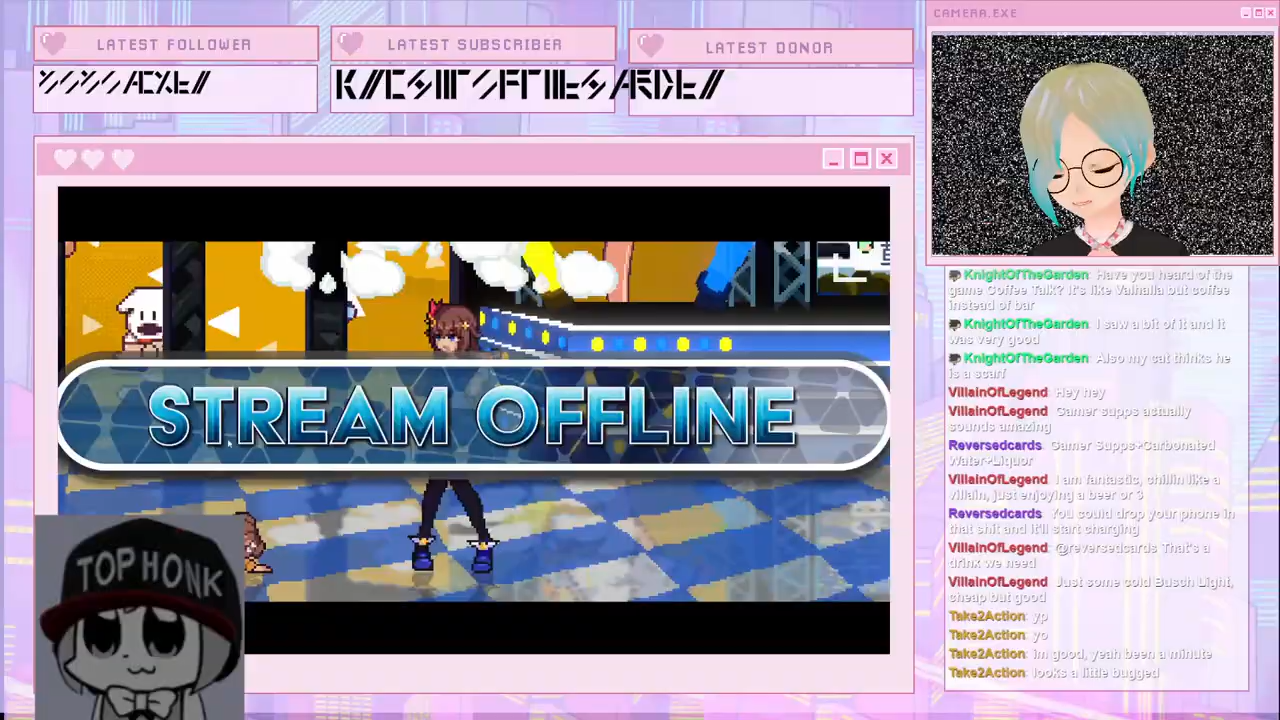 CAMERA.EXE
LATEST FOLLOWER
LATEST SUBSCRIBER
LATEST DONOR
STREAM OFFLINE
TOP HONK
KnightOfTheGarden: Have you heard of the
game Coffee Talk? It's like Valhalla but coffee
instead of bar
KnightOfTheGarden: I saw a bit of it and it
was very good
KnightOfTheGarden: Also my cat thinks he
is a scarf
VillainOfLegend: Hey hey
VillainOfLegend: Gamer supps actually
sounds amazing
Reversedcards: Gamer Supps+Carbonated
Water+Liquor
VillainOfLegend: I am fantastic, chillin like a
villain, just enjoying a beer or 3
Reversedcards: You could drop your phone in
that shit and it'll start charging
VillainOfLegend: @reversedcards That's a
drink we need
VillainOfLegend: Just some cold Busch Light,
cheap but good
Take2Action: yp
Take2Action: yo
Take2Action: im good, yeah been a minute
Take2Action: looks a little bugged